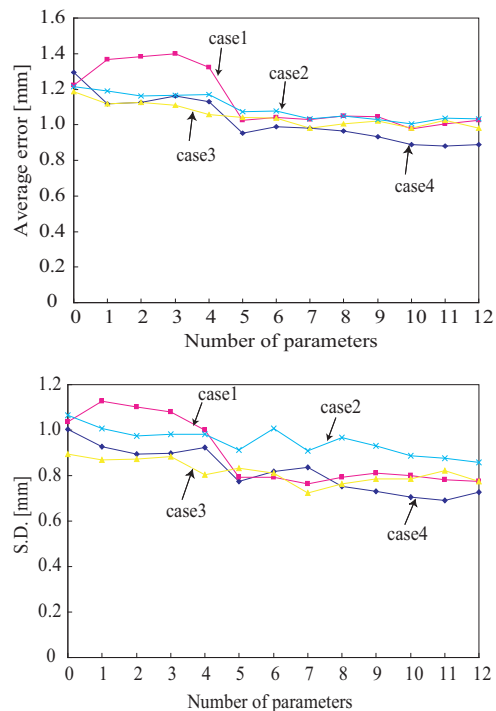 1.6
1.4
1.2
1.0
0.8
0.6
0.4
0.2
0
Average error [mm]
case1
case2
case3
case4
0 1 2 3 4 5 6 7 8 9 10 11 12
Number of parameters
1.2
1.0
0.8
0.6
0.4
0.2
0
S.D. [mm]
case1
case2
case3
case4
0 1 2 3 4 5 6 7 8 9 10 11 12
Number of parameters